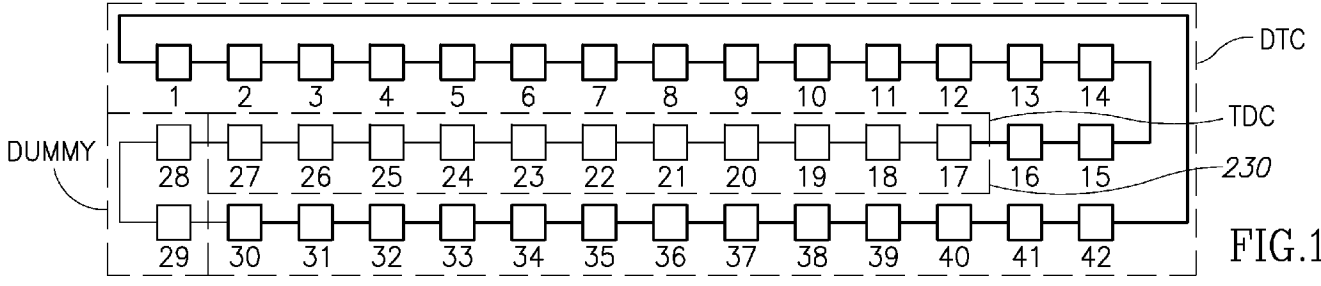 DTC
1 2 3 4 5 6 7 8 9 10 11 12 13 14
TDC
DUMMY
28 27 26 25 24 23 22 21 20 19 18 17 16 15
230
29 30 31 32 33 34 35 36 37 38 39 40 41 42
FIG.1